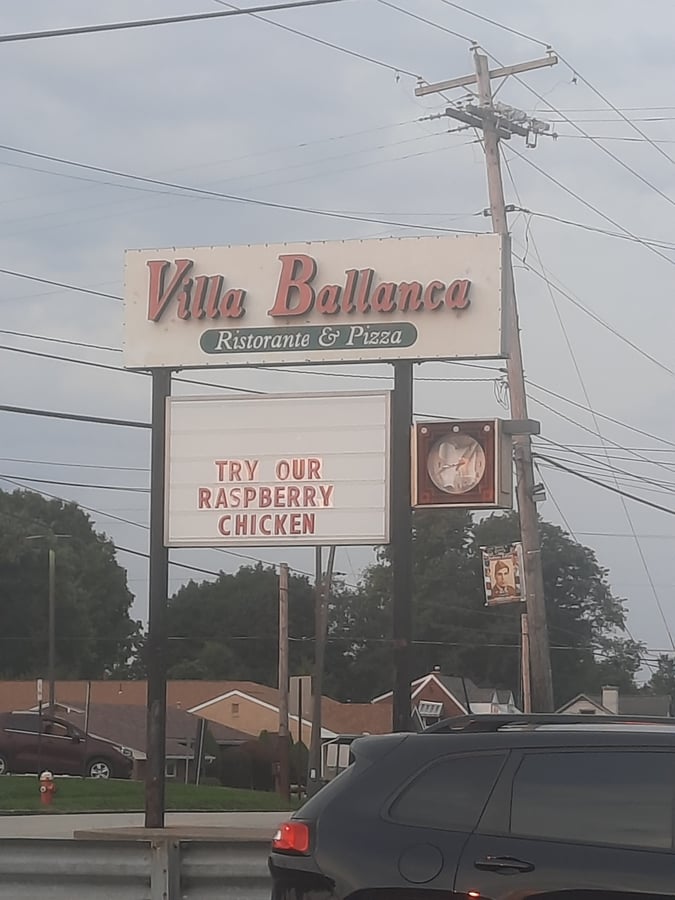 Villa Ballanca
Ristorante & Pizza
TRY OUR
RASPBERRY
CHICKEN